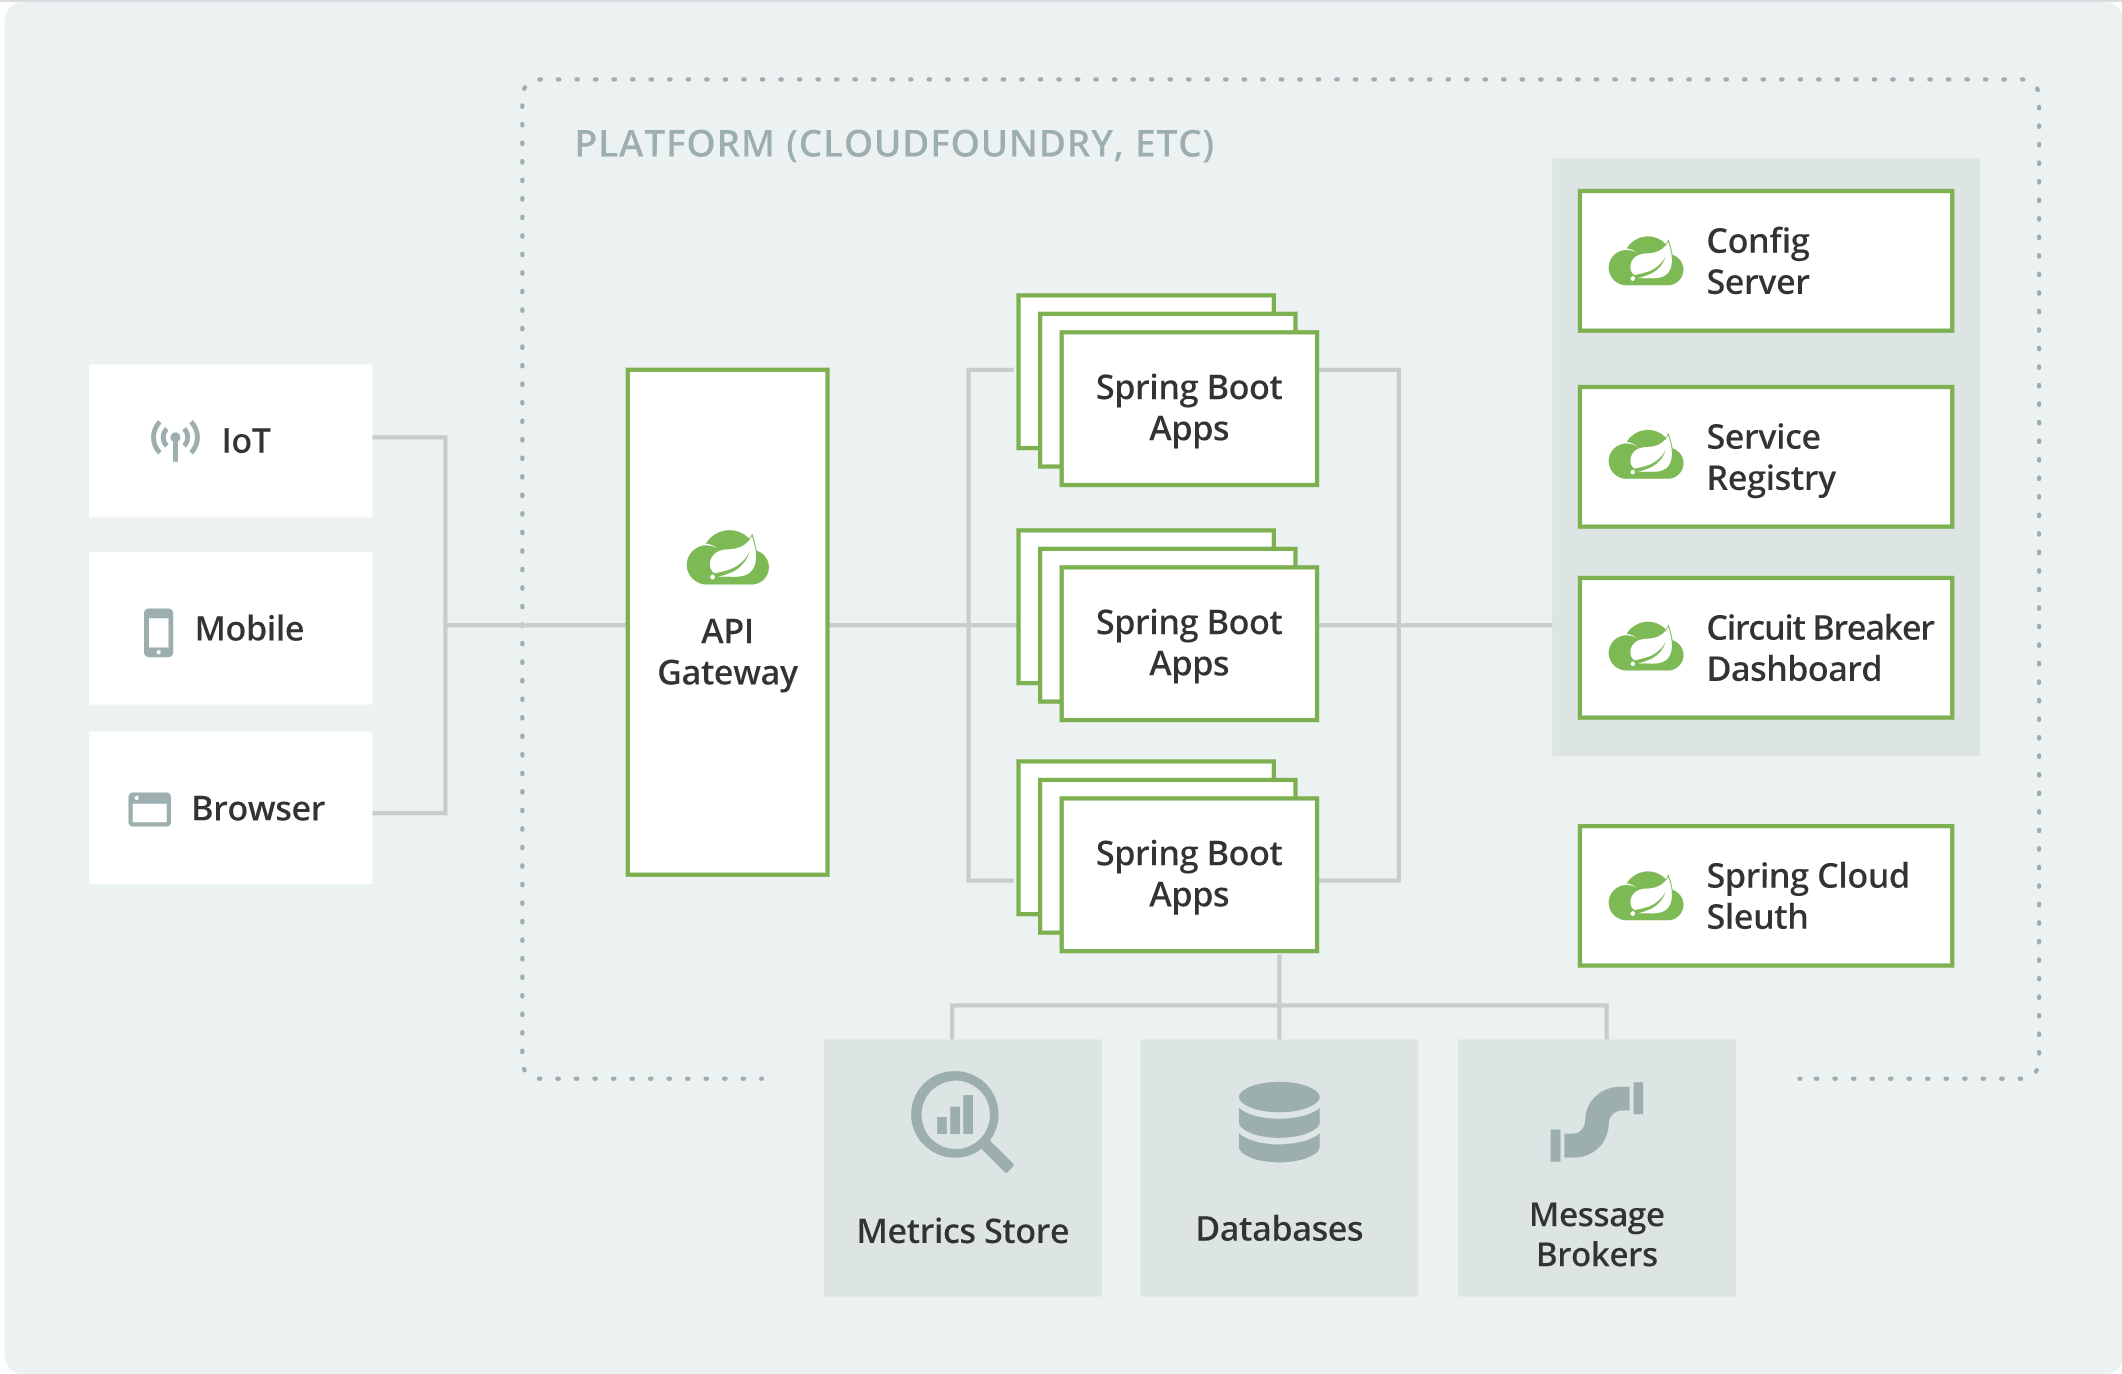 PLATFORM (CLOUDFOUNDRY, ETC)
IoT
Mobile
Browser
API
Gateway
Spring Boot
Apps
Spring Boot
Apps
Spring Boot
Apps
Config
Server
Service
Registry
Circuit Breaker
Dashboard
Spring Cloud
Sleuth
Metrics Store
Databases
Message
Brokers